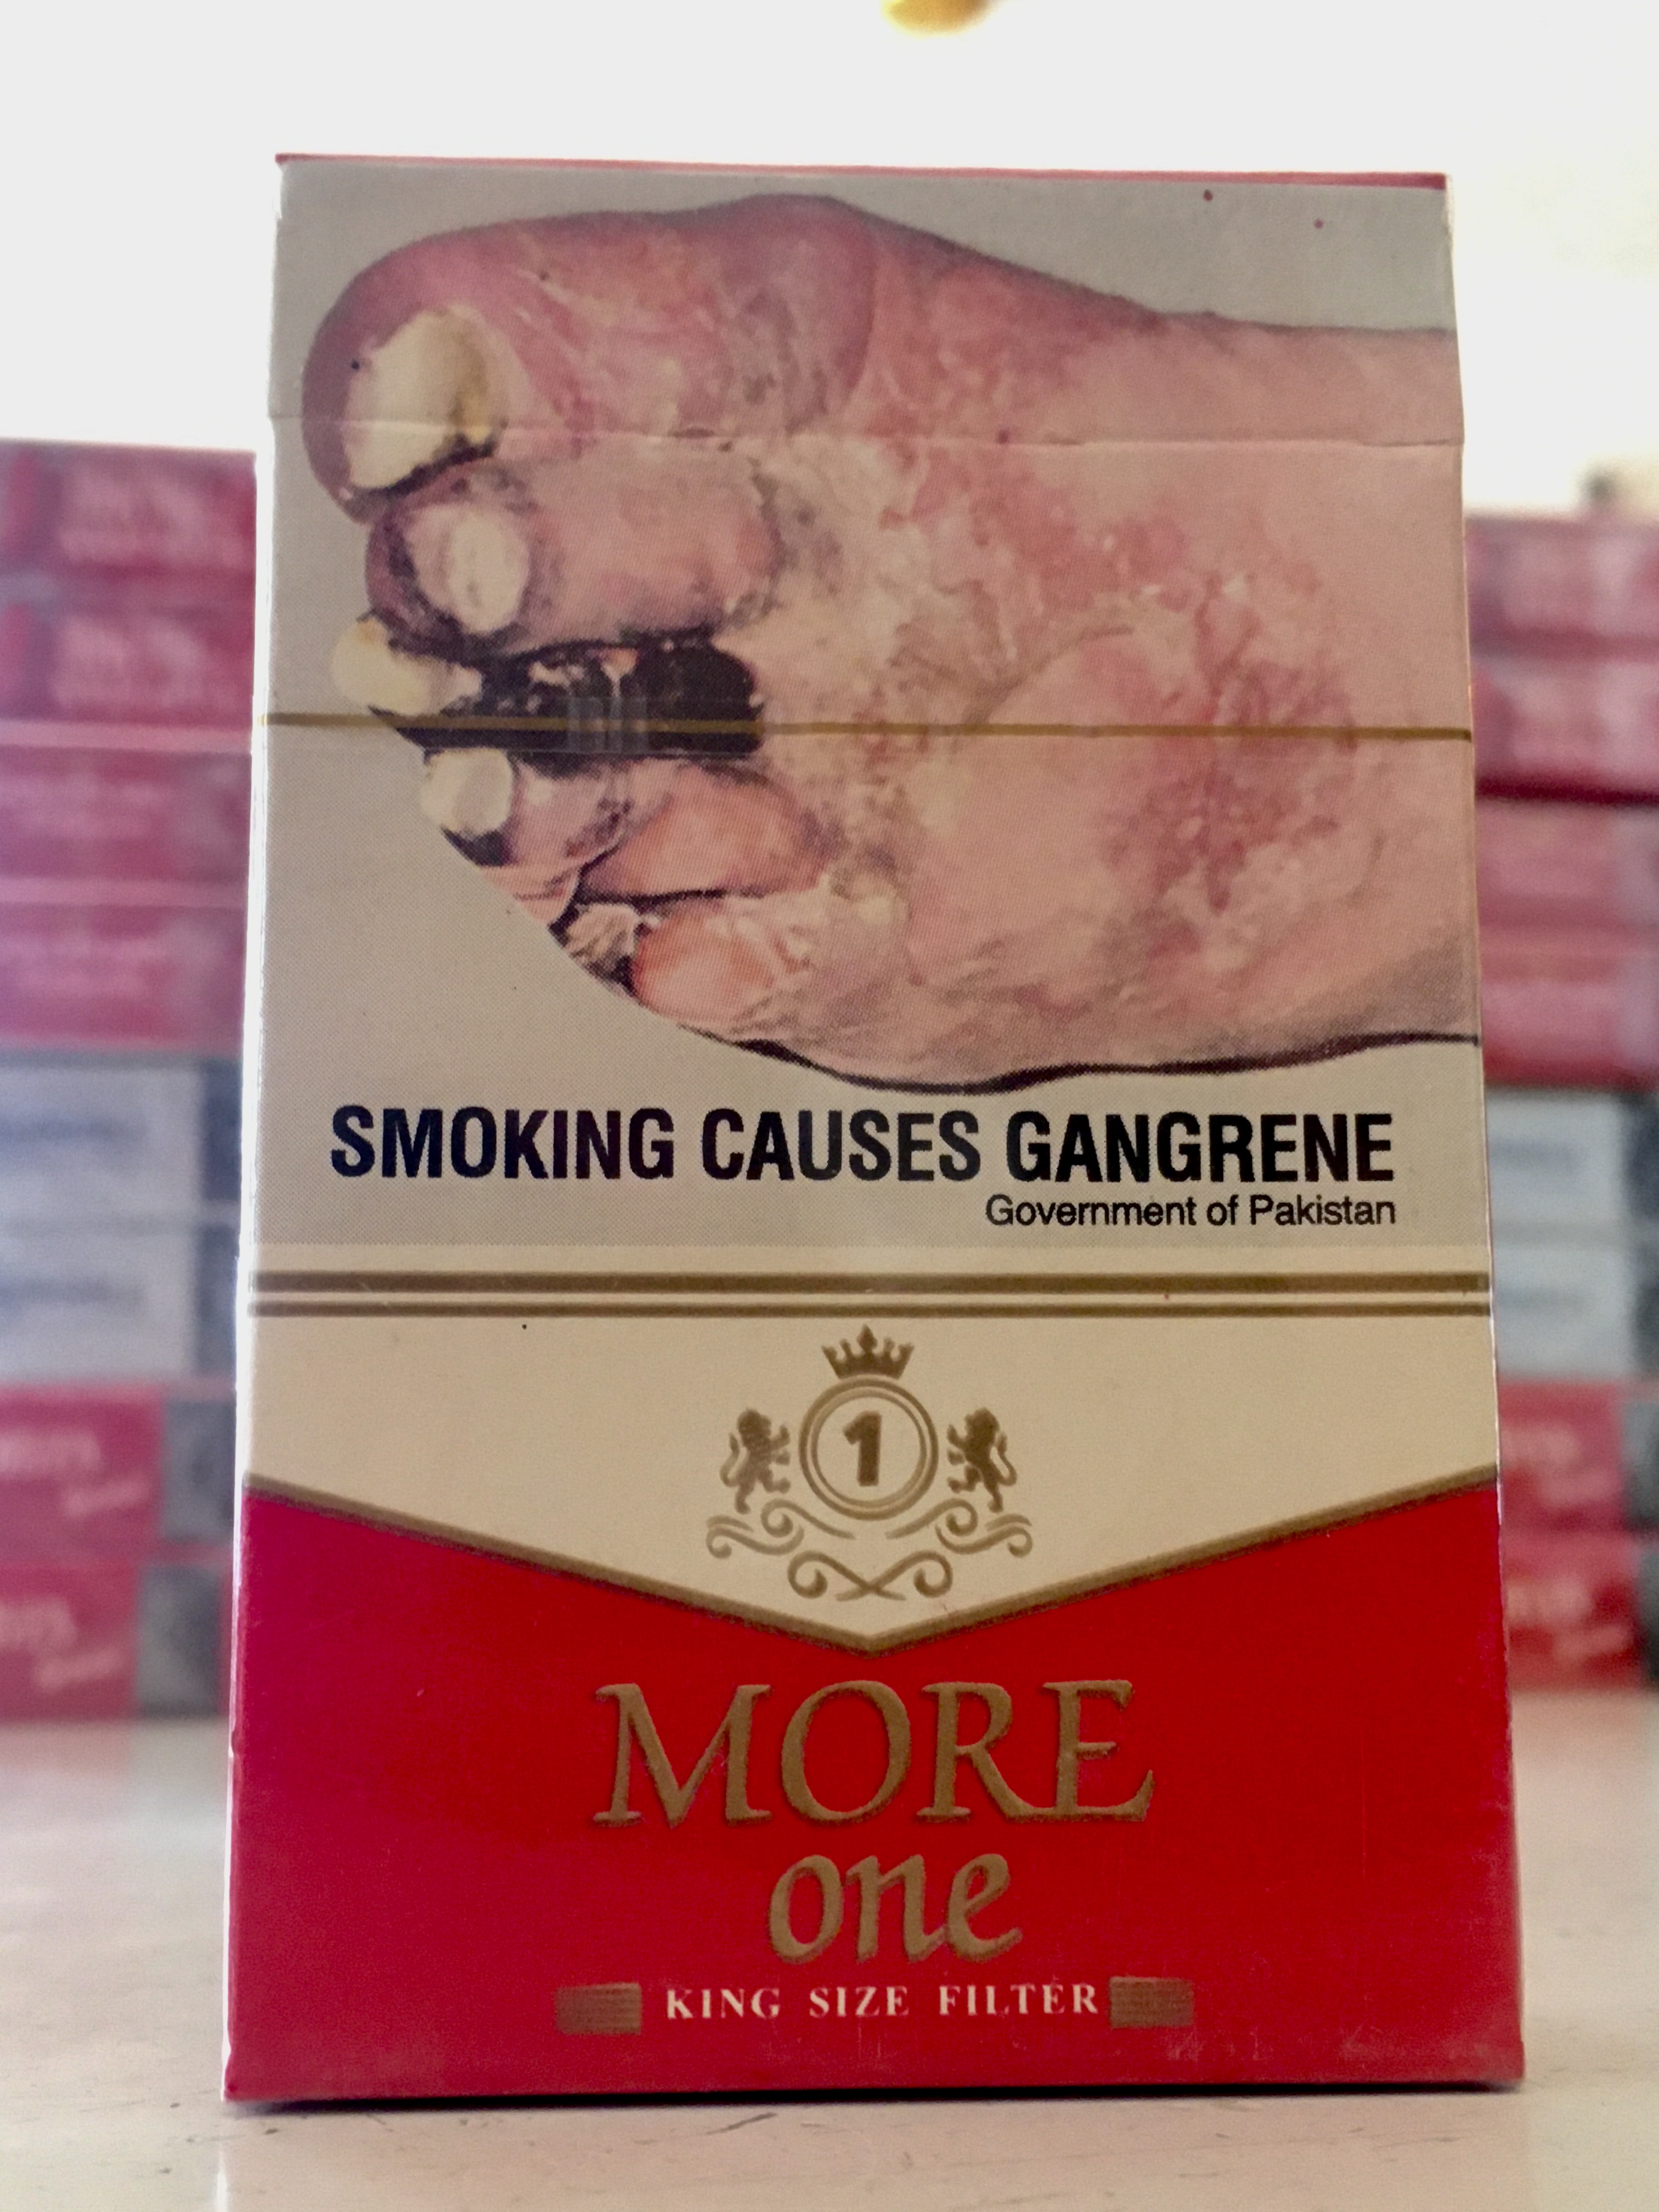 SMOKING CAUSES GANGRENE
Government of Pakistan
1
MORE
one
KING SIZE FILTER